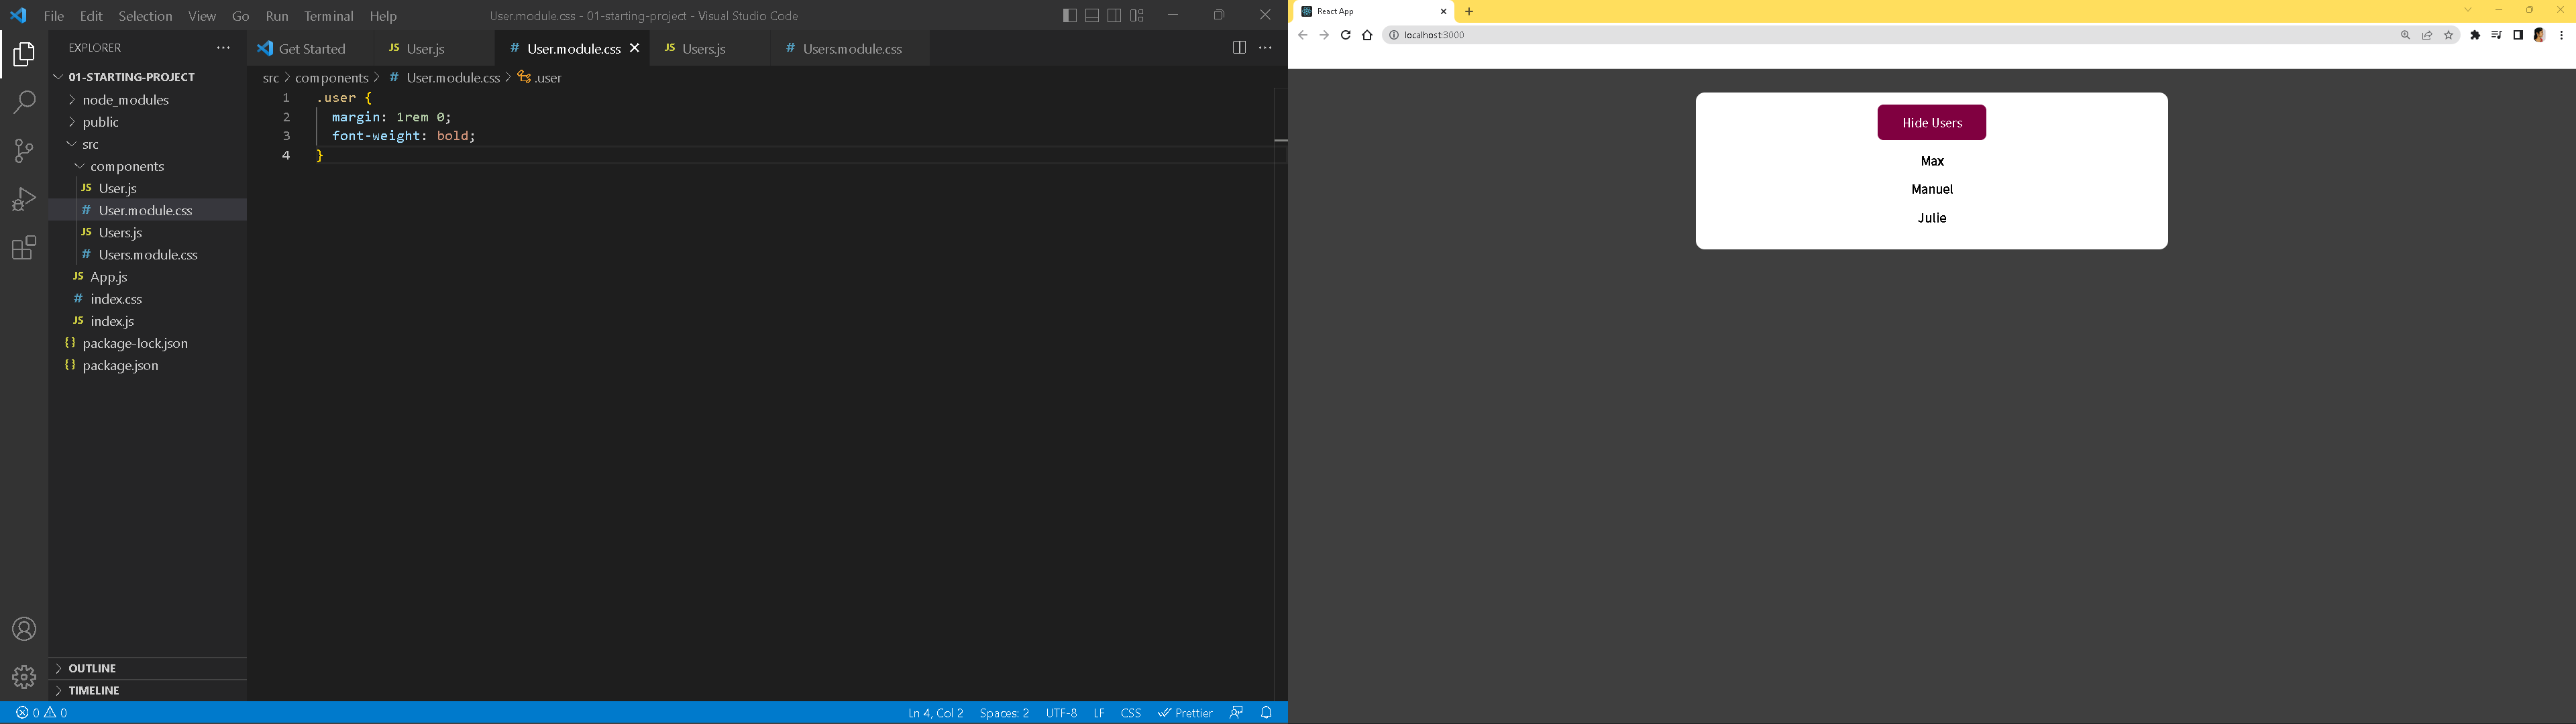 File Edit Selection View Go Run Terminal Help
User.module.css - 01-starting-project - Visual Studio Code
EXPLORER
01-STARTING-PROJECT
node_modules
public
src
components
JS User.js
# User.module.css
JS Users.js
# Users.module.css
JS App.js
# index.css
JS index.js
{} package-lock.json
{} package.json
OUTLINE
TIMELINE
Get Started
JS User.js
# User.module.css
JS Users.js
# Users.module.css
src > components > # User.module.css > .user
1 .user {
2 margin: 1rem 0;
3 font-weight: bold;
4 }
0 0
Ln 4, Col 2 Spaces: 2 UTF-8 LF CSS Prettier
React App
localhost:3000
Hide Users
Max
Manuel
Julie